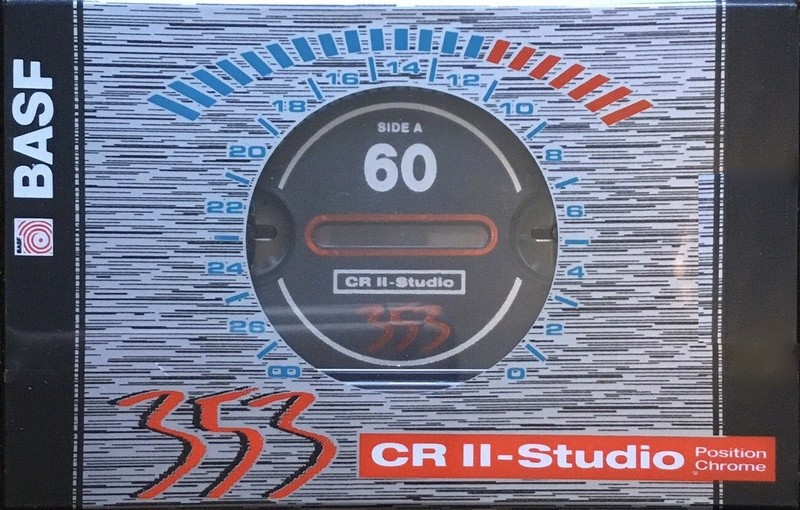 BASF
BASF
16 14 12
18 10
20 8
22 6
24 4
26 2
∞ 0
SIDE A
60
CR II-Studio
353
353
CR II-Studio
Position
Chrome